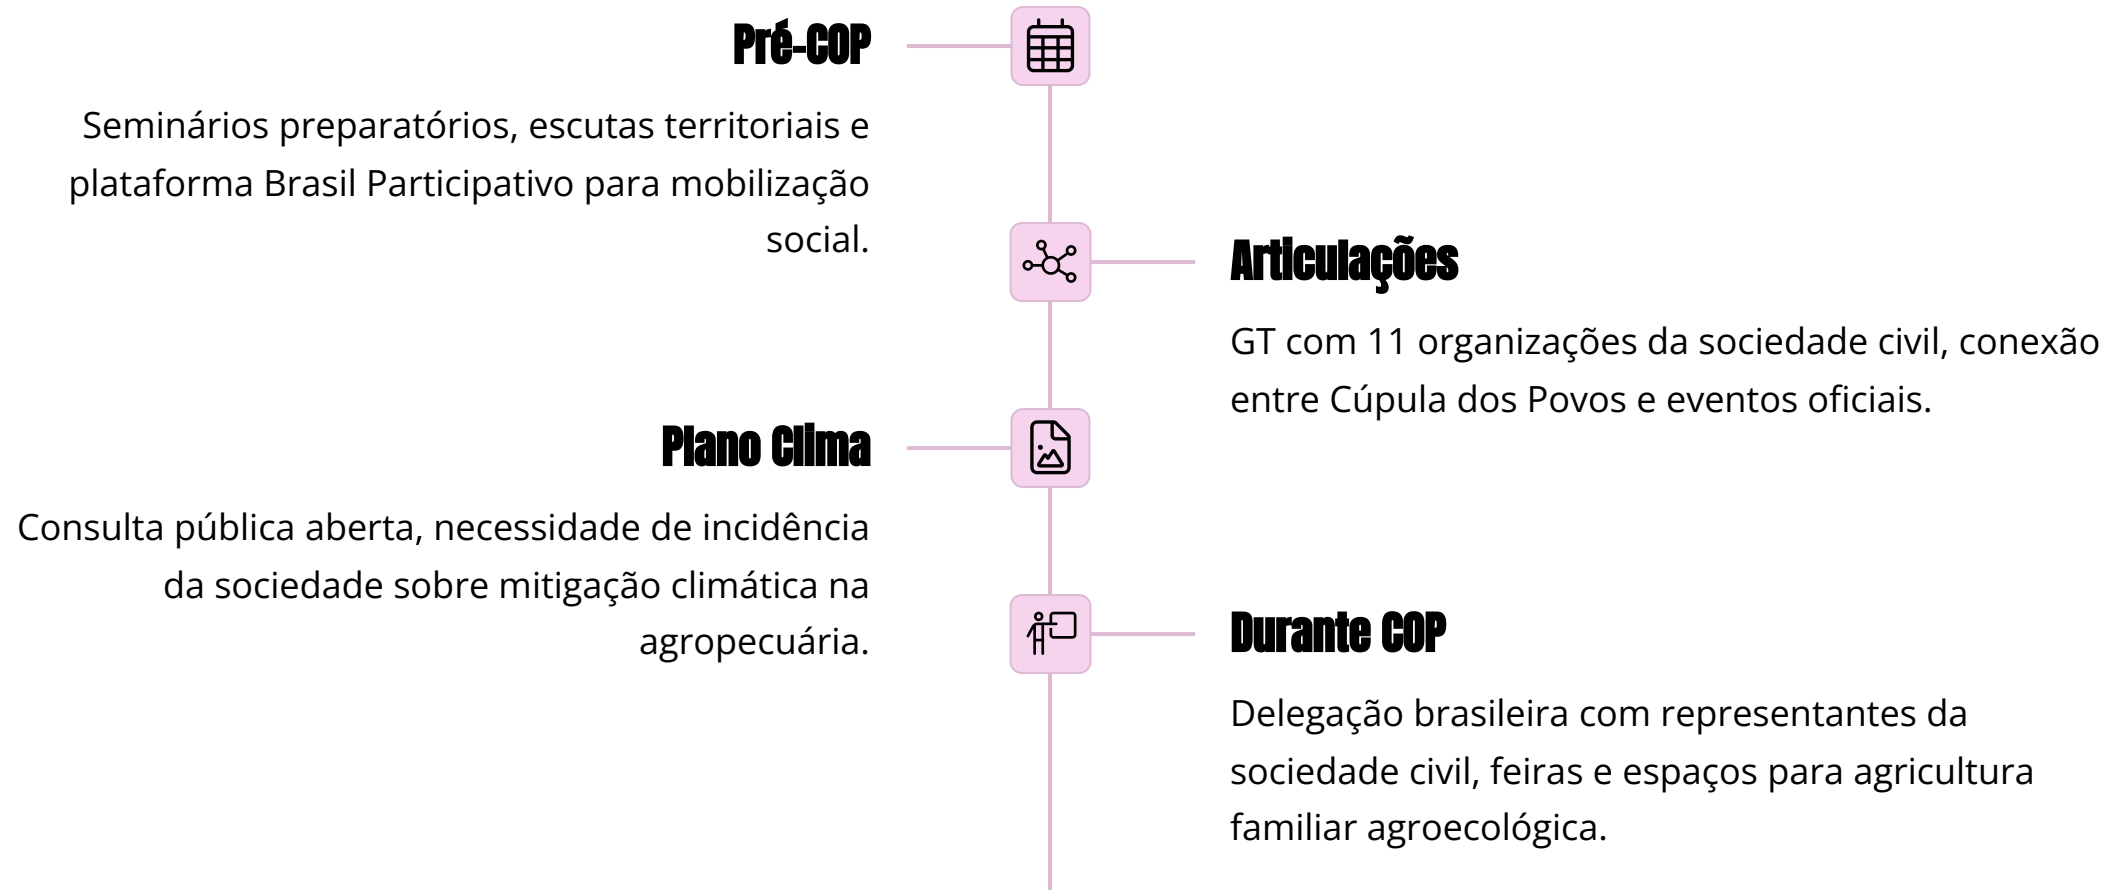 Pré-COP
Seminários preparatórios, escutas territoriais e
plataforma Brasil Participativo para mobilização
social.
Articulações
GT com 11 organizações da sociedade civil, conexão
entre Cúpula dos Povos e eventos oficiais.
Plano Clima
Consulta pública aberta, necessidade de incidência
da sociedade sobre mitigação climática na
agropecuária.
Durante COP
Delegação brasileira com representantes da
sociedade civil, feiras e espaços para agricultura
familiar agroecológica.